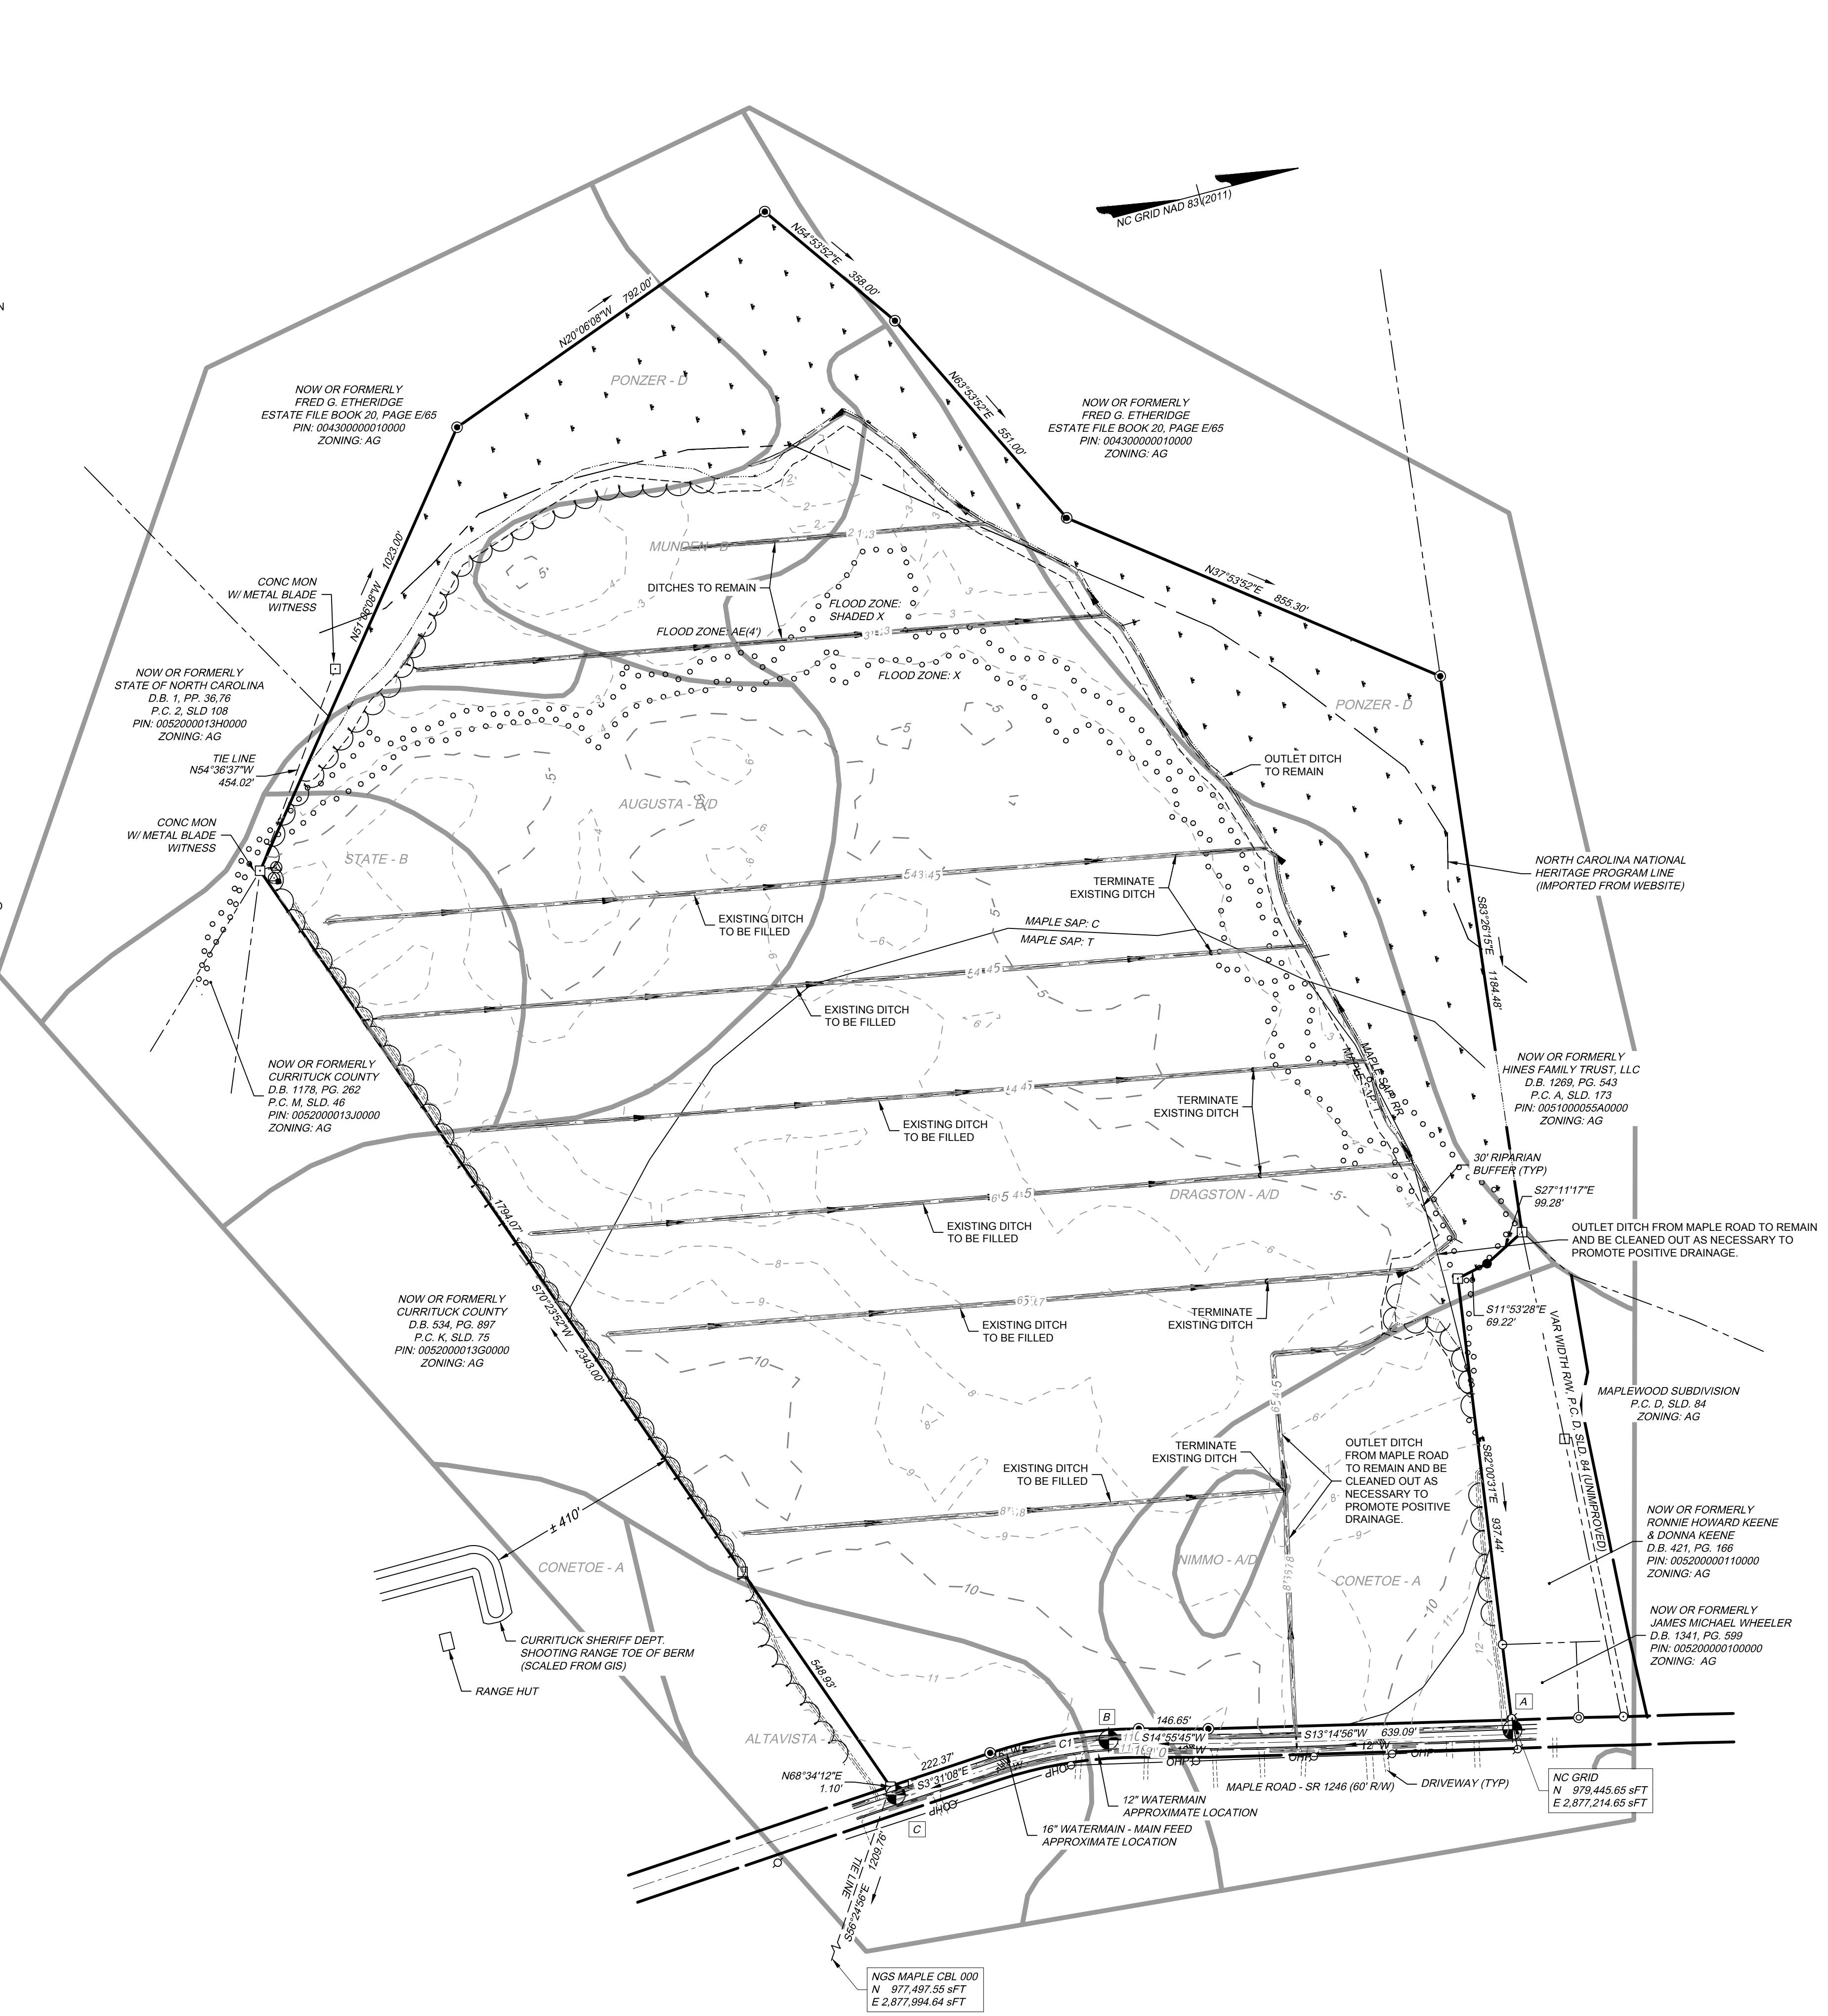 NC GRID NAD 83 (2011)
N54°53'52"E
358.00'
N20°06'08"W
792.00'
PONZER - D
NOW OR FORMERLY
FRED G. ETHERIDGE
ESTATE FILE BOOK 20, PAGE E/65
PIN: 004300000010000
ZONING: AG
N63°53'52"E
551.00'
NOW OR FORMERLY
FRED G. ETHERIDGE
ESTATE FILE BOOK 20, PAGE E/65
PIN: 004300000010000
ZONING: AG
N51°06'08"W
1023.00'
MUNDEN - B
DITCHES TO REMAIN
CONC MON
W/ METAL BLADE
WITNESS
FLOOD ZONE:
SHADED X
FLOOD ZONE: AE(4')
FLOOD ZONE: X
N37°53'52"E
855.30'
NOW OR FORMERLY
STATE OF NORTH CAROLINA
D.B. 1, PP. 36,76
P.C. 2, SLD 108
PIN: 0052000013H0000
ZONING: AG
PONZER - D
TIE LINE
N54°36'37"W
454.02'
OUTLET DITCH
TO REMAIN
AUGUSTA - B/D
CONC MON
W/ METAL BLADE
WITNESS
STATE - B
NORTH CAROLINA NATIONAL
HERITAGE PROGRAM LINE
(IMPORTED FROM WEBSITE)
TERMINATE
EXISTING DITCH
EXISTING DITCH
TO BE FILLED
MAPLE SAP: C
MAPLE SAP: T
S83°26'15"E
1184.48'
EXISTING DITCH
TO BE FILLED
NOW OR FORMERLY
CURRITUCK COUNTY
D.B. 1178, PG. 262
P.C. M, SLD. 46
PIN: 0052000013J0000
ZONING: AG
MAPLE SAP: RR
MAPLE SAP: T
NOW OR FORMERLY
HINES FAMILY TRUST, LLC
D.B. 1269, PG. 543
P.C. A, SLD. 173
PIN: 0051000055A0000
ZONING: AG
TERMINATE
EXISTING DITCH
EXISTING DITCH
TO BE FILLED
30' RIPARIAN
BUFFER (TYP)
DRAGSTON - A/D
S27°11'17"E
99.28'
1794.07'
EXISTING DITCH
TO BE FILLED
OUTLET DITCH FROM MAPLE ROAD TO REMAIN
AND BE CLEANED OUT AS NECESSARY TO
PROMOTE POSITIVE DRAINAGE.
S70°23'52"W
2343.00'
NOW OR FORMERLY
CURRITUCK COUNTY
D.B. 534, PG. 897
P.C. K, SLD. 75
PIN: 0052000013G0000
ZONING: AG
TERMINATE
EXISTING DITCH
EXISTING DITCH
TO BE FILLED
S11°53'28"E
69.22'
VAR WIDTH R/W, P.C. D, SLD. 84 (UNIMPROVED)
MAPLEWOOD SUBDIVISION
P.C. D, SLD. 84
ZONING: AG
TERMINATE
EXISTING DITCH
EXISTING DITCH
TO BE FILLED
OUTLET DITCH
FROM MAPLE ROAD
TO REMAIN AND BE
CLEANED OUT AS
NECESSARY TO
PROMOTE POSITIVE
DRAINAGE.
S82°00'31"E
937.44'
± 410'
NOW OR FORMERLY
RONNIE HOWARD KEENE
& DONNA KEENE
D.B. 421, PG. 166
PIN: 005200000110000
ZONING: AG
CONETOE - A
NIMMO - A/D
CONETOE - A
NOW OR FORMERLY
JAMES MICHAEL WHEELER
D.B. 1341, PG. 599
PIN: 005200000100000
ZONING: AG
CURRITUCK SHERIFF DEPT.
SHOOTING RANGE TOE OF BERM
(SCALED FROM GIS)
RANGE HUT
548.93'
A
B
146.65'
S14°55'45"W
S13°14'56"W 639.09'
ALTAVISTA -
C1
222.37'
S3°31'08"E
12" W
OHP
OHP
OHP
OHP
OHP
N68°34'12"E
1.10'
C
MAPLE ROAD - SR 1246 (60' R/W)
DRIVEWAY (TYP)
NC GRID
N 979,445.65 sFT
E 2,877,214.65 sFT
12" WATERMAIN
APPROXIMATE LOCATION
16" WATERMAIN - MAIN FEED
APPROXIMATE LOCATION
TIE LINE
S56°24'56"E 1209.76'
NGS MAPLE CBL 000
N 977,497.55 sFT
E 2,877,994.64 sFT